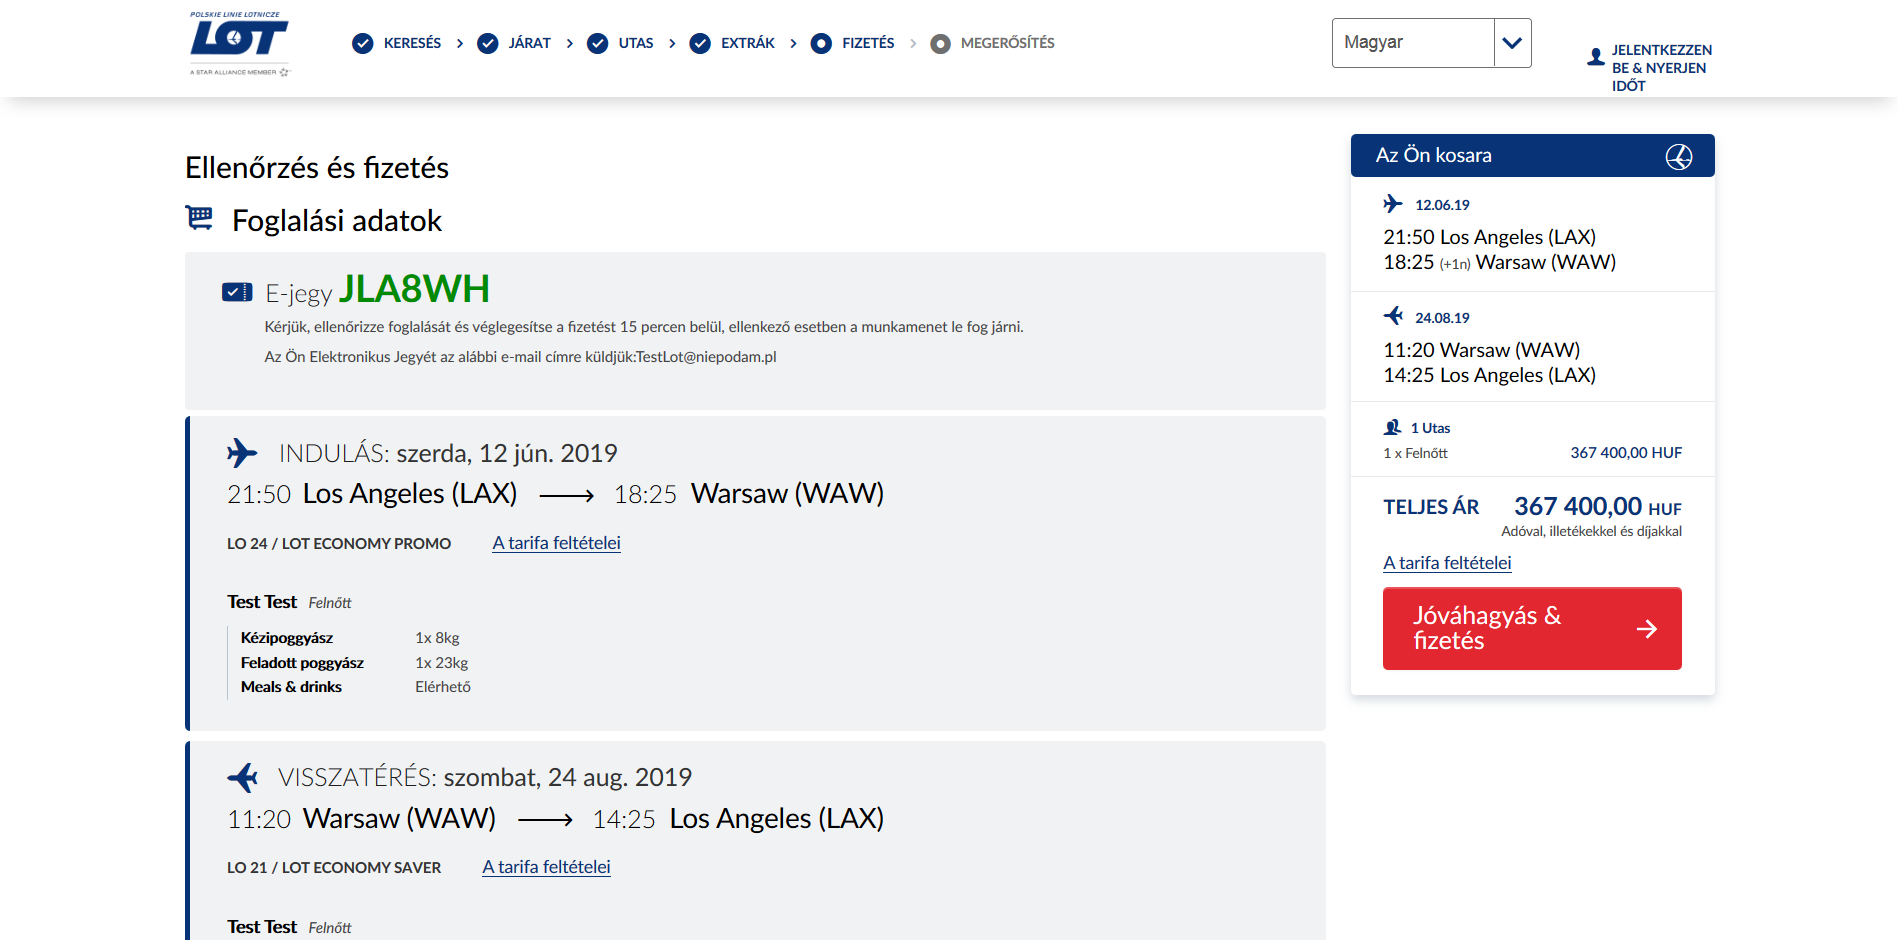 POLSKIE LINIE LOTNICZE
LOT
A STAR ALLIANCE MEMBER
KERESÉS
JÁRAT
UTAS
EXTRÁK
FIZETÉS
MEGERŐSÍTÉS
Magyar
JELENTKEZZEN
BE & NYERJEN
IDŐT
Ellenőrzés és fizetés
Foglalási adatok
E-jegy JLA8WH
Kérjük, ellenőrizze foglalását és véglegesítse a fizetést 15 percen belül, ellenkező esetben a munkamenet le fog járni.
Az Ön Elektronikus Jegyét az alábbi e-mail címre küldjük:TestLot@niepodam.pl
INDULÁS: szerda, 12 jún. 2019
21:50 Los Angeles (LAX) 18:25 Warsaw (WAW)
LO 24 / LOT ECONOMY PROMO A tarifa feltételei
Test Test Felnőtt
Kézipoggyász 1x 8kg
Feladott poggyász 1x 23kg
Meals & drinks Elérhető
VISSZATÉRÉS: szombat, 24 aug. 2019
11:20 Warsaw (WAW) 14:25 Los Angeles (LAX)
LO 21 / LOT ECONOMY SAVER A tarifa feltételei
Test Test Felnőtt
Az Ön kosara
12.06.19
21:50 Los Angeles (LAX)
18:25 (+1n) Warsaw (WAW)
24.08.19
11:20 Warsaw (WAW)
14:25 Los Angeles (LAX)
1 Utas
1 x Felnőtt 367 400,00 HUF
TELJES ÁR 367 400,00 HUF
Adóval, illetékekkel és díjakkal
A tarifa feltételei
Jóváhagyás &
fizetés